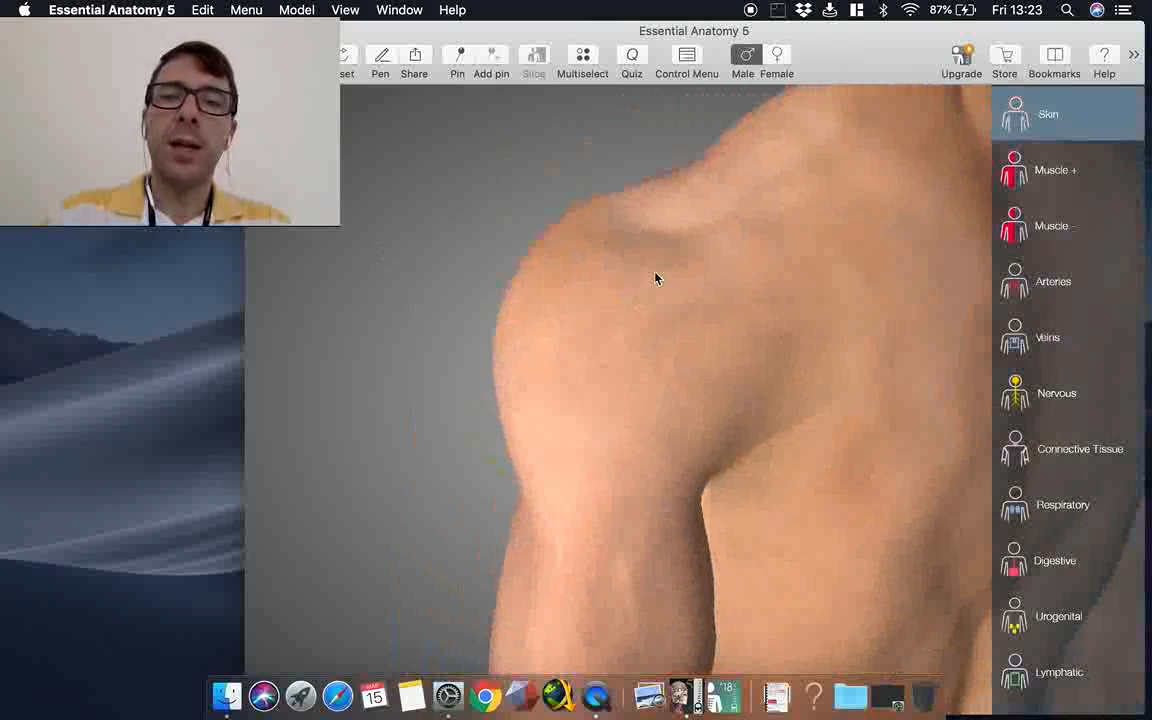 Essential Anatomy 5 Edit Menu Model View Window Help 87% Fri 13:23
Essential Anatomy 5
set Pen Share Pin Add pin Slice Multiselect Quiz Control Menu Male Female Upgrade Store Bookmarks Help
Skin
Muscle +
Muscle -
Arteries
Veins
Nervous
Connective Tissue
Respiratory
Digestive
Urogenital
Lymphatic
15